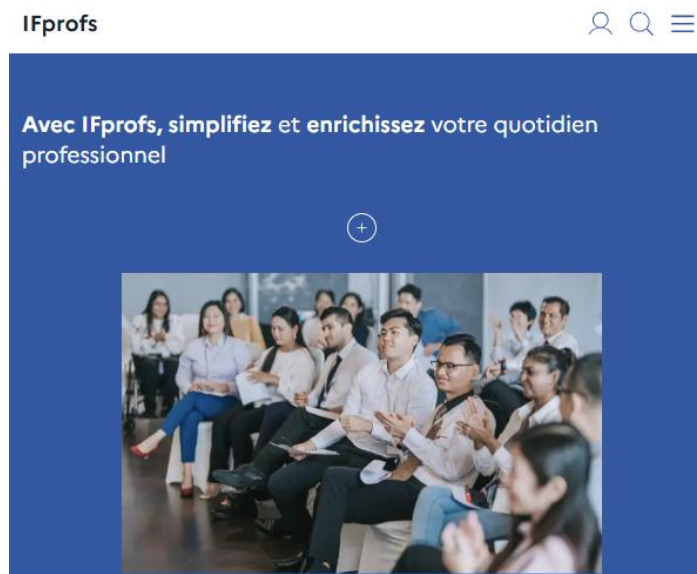 IFprofs
Avec IFprofs, simplifiez et enrichissez votre quotidien
professionnel